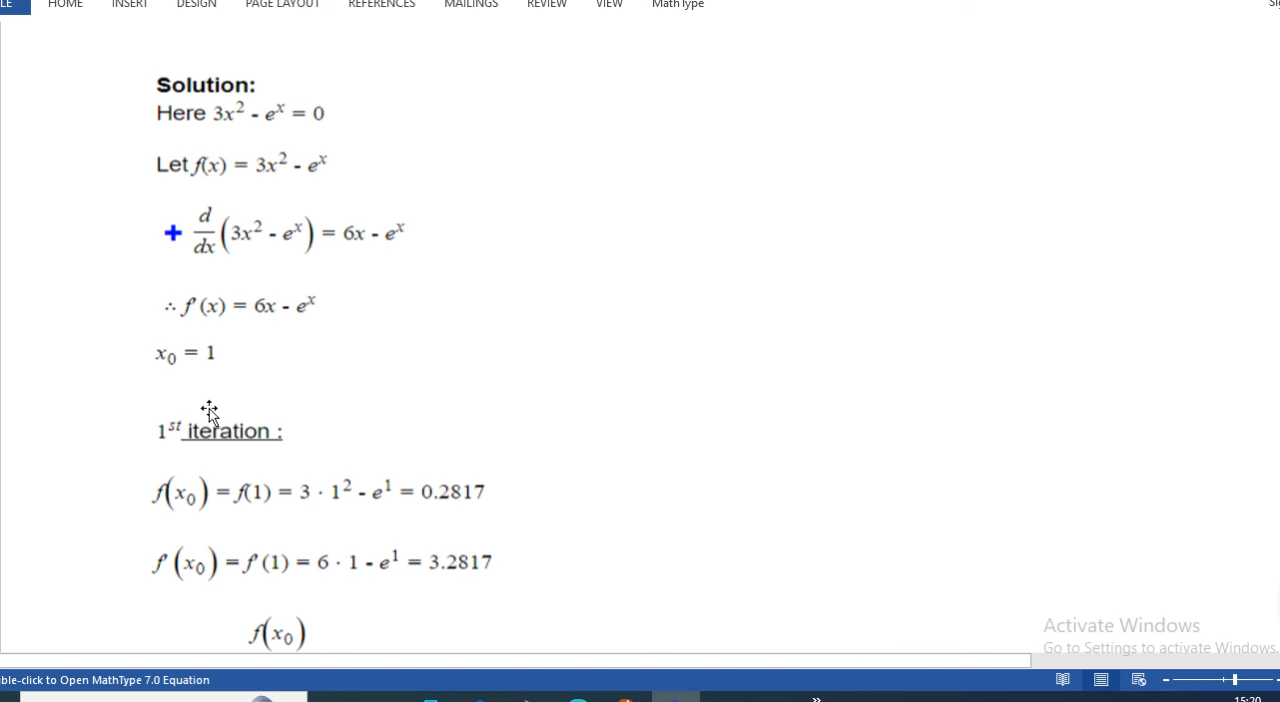 LE HOME INSERT DESIGN PAGE LAYOUT REFERENCES MAILINGS REVIEW VIEW MathType
Solution:
Here 3x² - eˣ = 0
Let f(x) = 3x² - eˣ
+ d/dx (3x² - eˣ) = 6x - eˣ
∴ f'(x) = 6x - eˣ
x₀ = 1
1ˢᵗ iteration :
f(x₀) = f(1) = 3 · 1² - e¹ = 0.2817
f'(x₀) = f'(1) = 6 · 1 - e¹ = 3.2817
f(x₀)
Activate Windows
Go to Settings to activate Windows.
ble-click to Open MathType 7.0 Equation
15:20